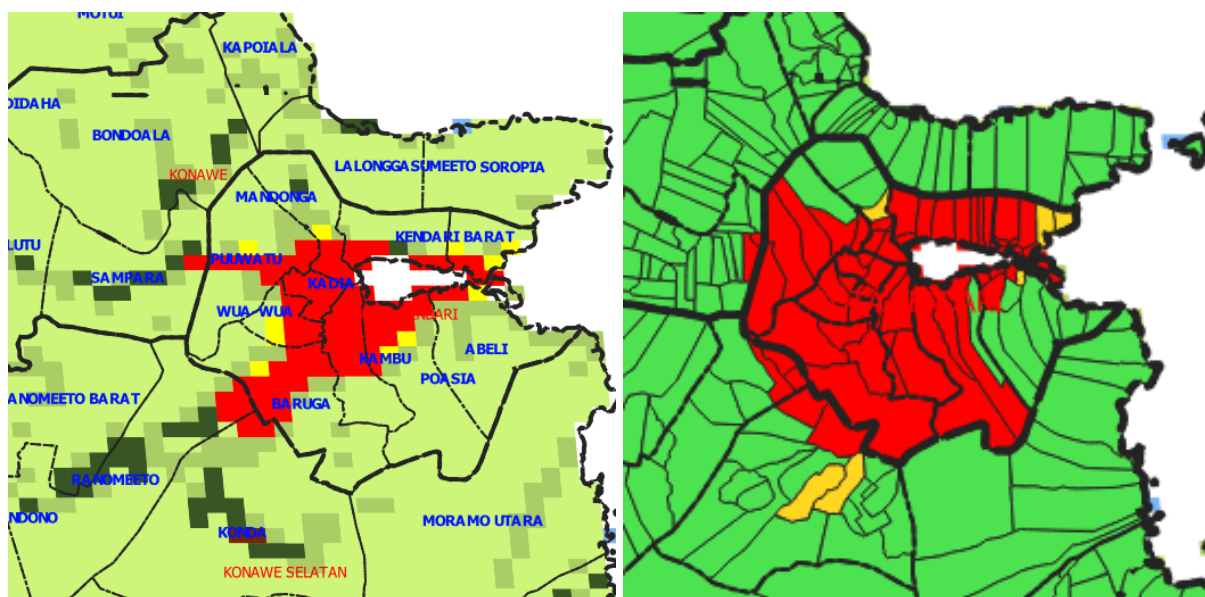 MOTUI
KAPOIALA
OIDAHA
BONDOALA
LALONGGASUMEETO SOROPIA
KONAWE
MANDONGA
KENDARI BARAT
LUTU
PUUWATU
SAMPARA
KADIA
WUA-WUA
NDARI
ABELI
KAMBU
POASIA
ANOMEETO BARAT
BARUGA
RANOMEETO
NDONO
MORAMO UTARA
KONDA
KONAWE SELATAN